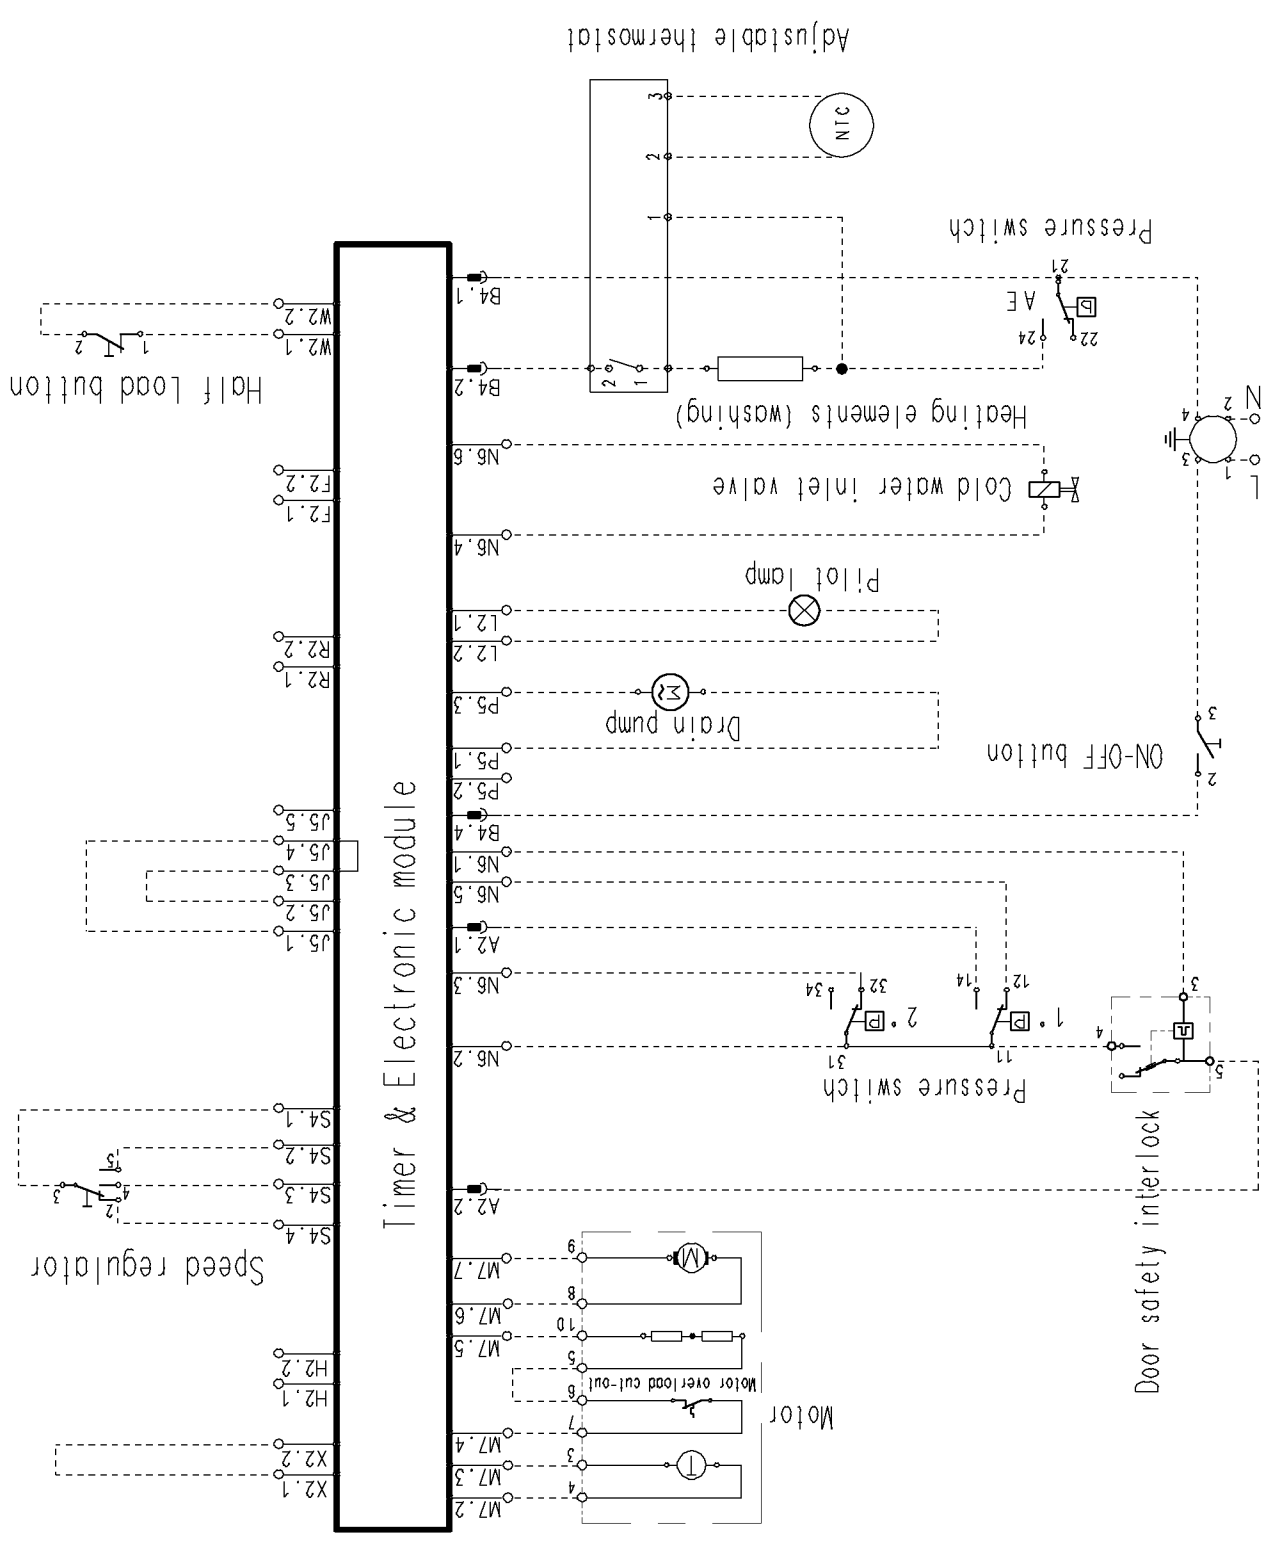 Adjustable thermostat
3
NTC
2
1
Pressure switch
21
B4.1
AE
W2.2
24
22
2
1
W2.1
B4.2
2
1
Half Load button
N
2
4
Heating elements (washing)
N6.6
3
1
F2.2
L
Cold water inlet valve
F2.1
N6.4
Pilot lamp
L2.1
R2.2
L2.2
R2.1
P5.3
3
Drain pump
ON-OFF button
P5.1
2
P5.2
J5.5
B4.4
J5.4
N6.1
J5.3
N6.5
J5.2
A2.1
J5.1
N6.3
34
32
14
12
3
P
2°
P
1°
4
N6.2
31
11
5
Pressure switch
S4.1
S4.2
5
3
4
S4.3
A2.2
2
S4.4
Timer & Electronic module
Door safety interlock
Speed regulator
9
M
M7.7
8
M7.6
10
M7.5
5
H2.2
Motor overload cut-out
6
H2.1
Motor
7
M7.4
X2.2
3
T
M7.3
X2.1
4
M7.2
M